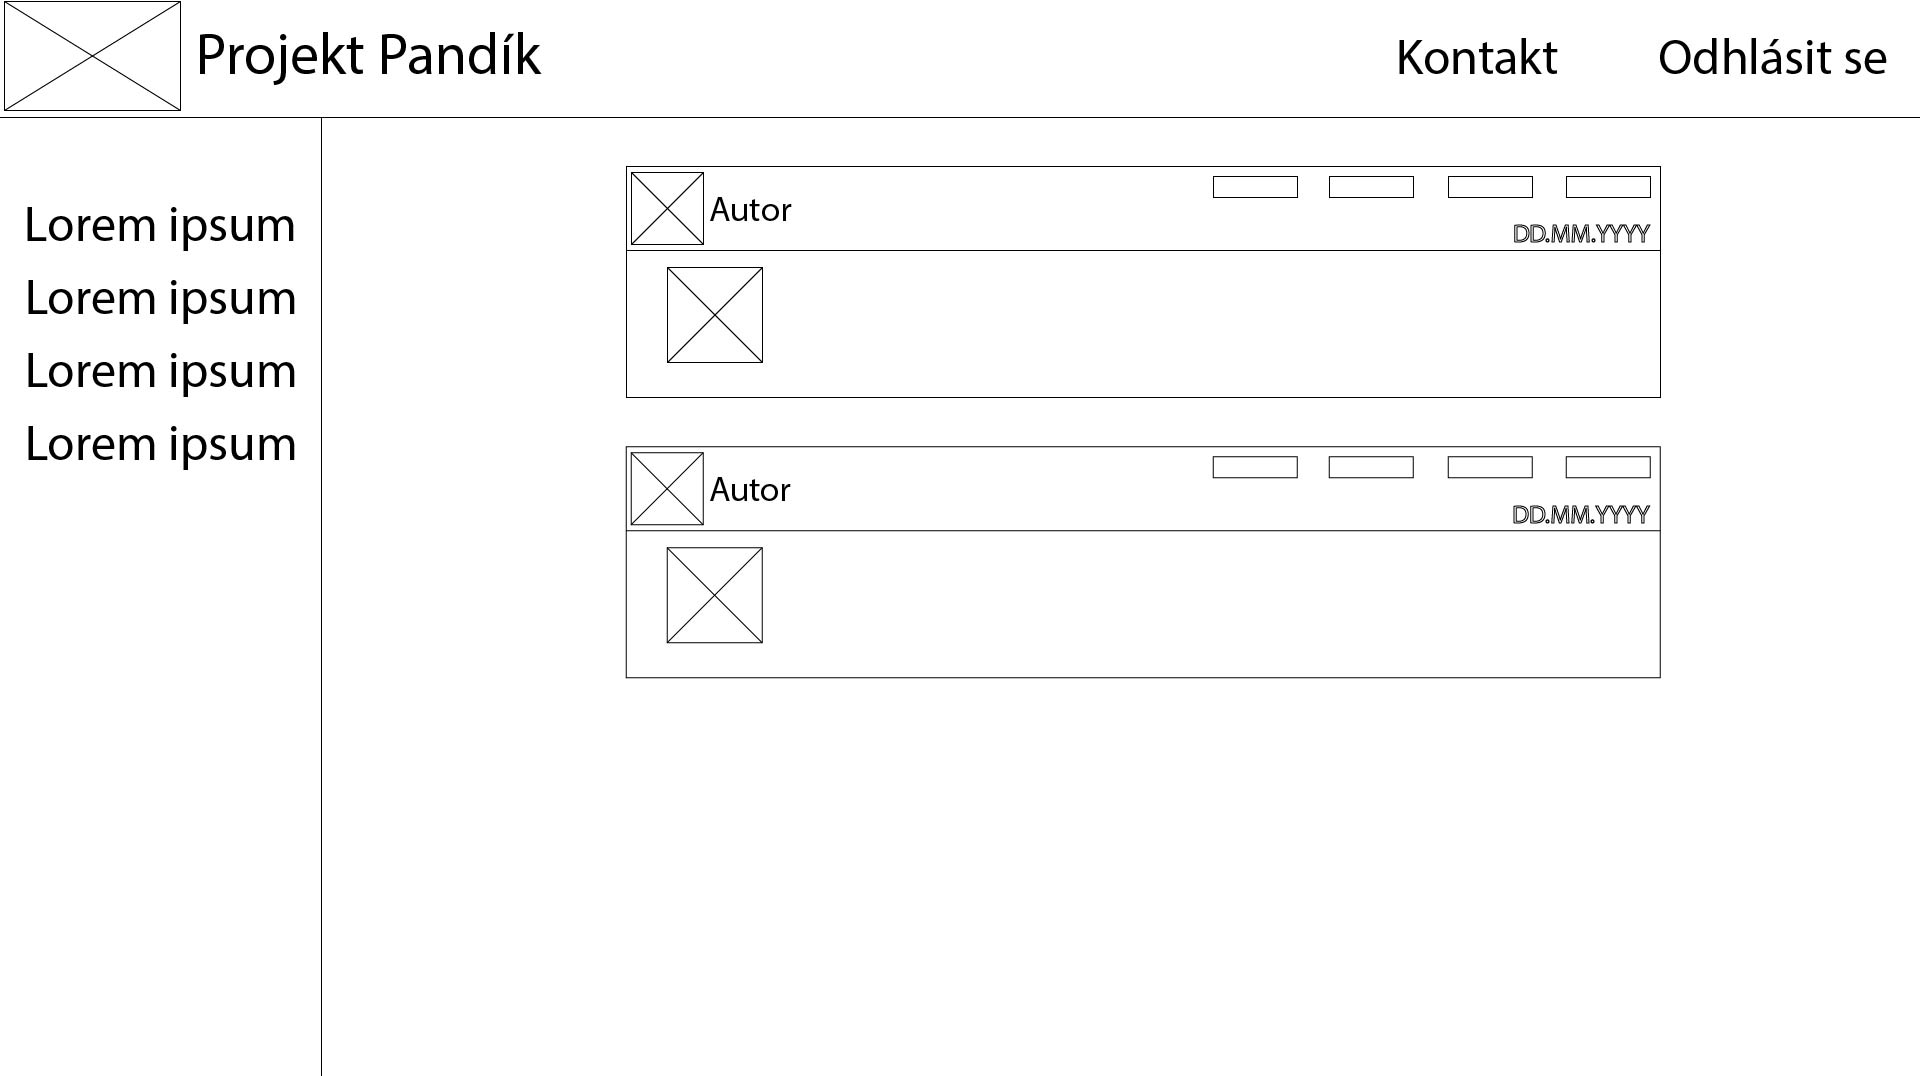 Projekt Pandík
Kontakt
Odhlásit se
Lorem ipsum
Lorem ipsum
Lorem ipsum
Lorem ipsum
Autor
DD.MM.YYYY
Autor
DD.MM.YYYY